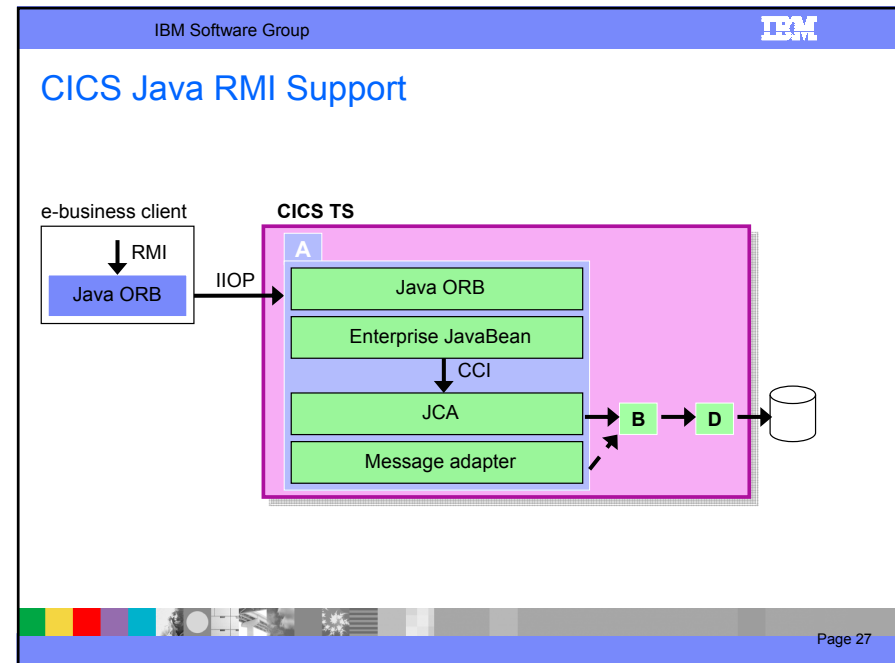 IBM Software Group
IBM
CICS Java RMI Support
e-business client
CICS TS
RMI
Java ORB
IIOP
A
Java ORB
Enterprise JavaBean
CCI
JCA
B
D
Message adapter
Page 27